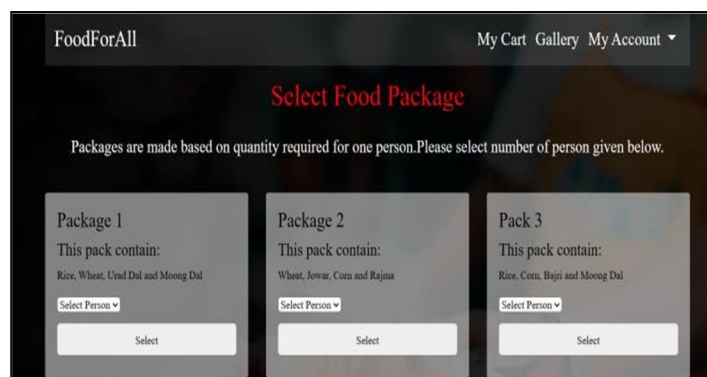 FoodForAll
My Cart Gallery My Account
Select Food Package
Packages are made based on quantity required for one person.Please select number of person given below.
Package 1
This pack contain:
Rice, Wheat, Urad Dal and Moong Dal
Select Person
Select
Package 2
This pack contain:
Wheat, Jowar, Corn and Rajma
Select Person
Select
Pack 3
This pack contain:
Rice, Corn, Bajri and Moong Dal
Select Person
Select